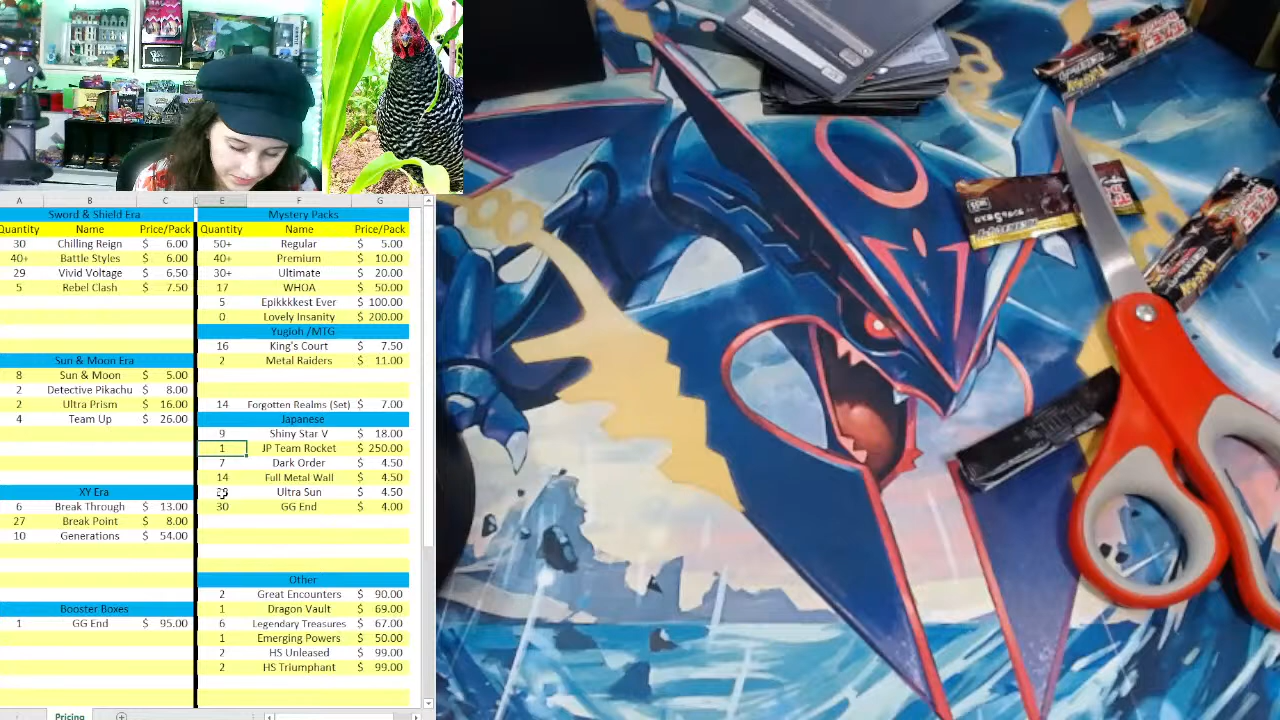 A B C E F G
Sword & Shield Era
Quantity Name Price/Pack
30 Chilling Reign $ 6.00
40+ Battle Styles $ 6.00
29 Vivid Voltage $ 6.50
5 Rebel Clash $ 7.50
Sun & Moon Era
8 Sun & Moon $ 5.00
2 Detective Pikachu $ 8.00
2 Ultra Prism $ 16.00
4 Team Up $ 26.00
XY Era
6 Break Through $ 13.00
27 Break Point $ 8.00
10 Generations $ 54.00
Booster Boxes
1 GG End $ 95.00
Mystery Packs
Quantity Name Price/Pack
50+ Regular $ 5.00
40+ Premium $ 10.00
30+ Ultimate $ 20.00
17 WHOA $ 50.00
5 Epikkkkest Ever $ 100.00
0 Lovely Insanity $ 200.00
Yugioh /MTG
16 King's Court $ 7.50
2 Metal Raiders $ 11.00
14 Forgotten Realms (Set) $ 7.00
Japanese
9 Shiny Star V $ 18.00
1 JP Team Rocket $ 250.00
7 Dark Order $ 4.50
14 Full Metal Wall $ 4.50
Ultra Sun $ 4.50
30 GG End $ 4.00
Other
2 Great Encounters $ 90.00
1 Dragon Vault $ 69.00
6 Legendary Treasures $ 67.00
1 Emerging Powers $ 50.00
2 HS Unleased $ 99.00
2 HS Triumphant $ 99.00
Pricing